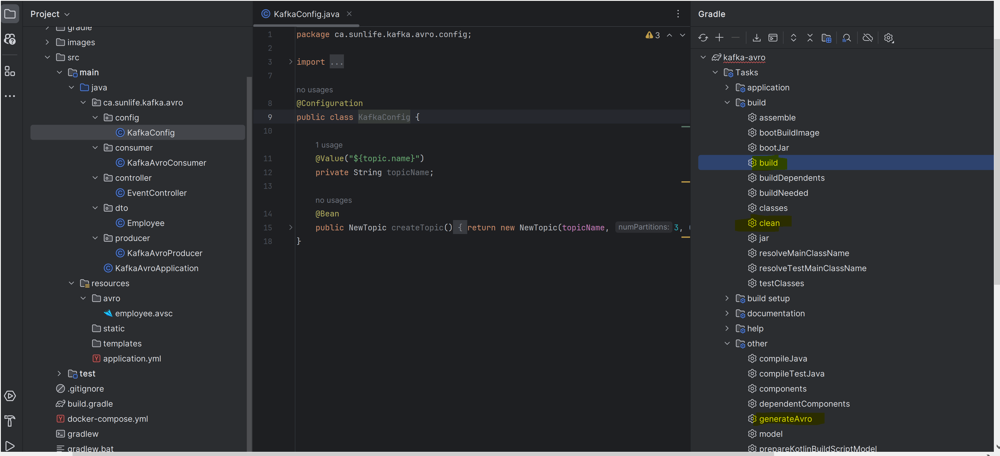 Project
gradle
images
src
main
java
ca.sunlife.kafka.avro
config
KafkaConfig
consumer
KafkaAvroConsumer
controller
EventController
dto
Employee
producer
KafkaAvroProducer
KafkaAvroApplication
resources
avro
employee.avsc
static
templates
application.yml
test
.gitignore
build.gradle
docker-compose.yml
gradlew
gradlew.bat
KafkaConfig.java
3
1 package ca.sunlife.kafka.avro.config;
2
3 import ...
7
no usages
8 @Configuration
9 public class KafkaConfig {
10
1 usage
11 @Value("${topic.name}")
12 private String topicName;
13
no usages
14 @Bean
15 public NewTopic createTopic() { return new NewTopic(topicName, numPartitions: 3,
18 }
Gradle
kafka-avro
Tasks
application
build
assemble
bootBuildImage
bootJar
build
buildDependents
buildNeeded
classes
clean
jar
resolveMainClassName
resolveTestMainClassName
testClasses
build setup
documentation
help
other
compileJava
compileTestJava
components
dependentComponents
generateAvro
model
prepareKotlinBuildScriptModel